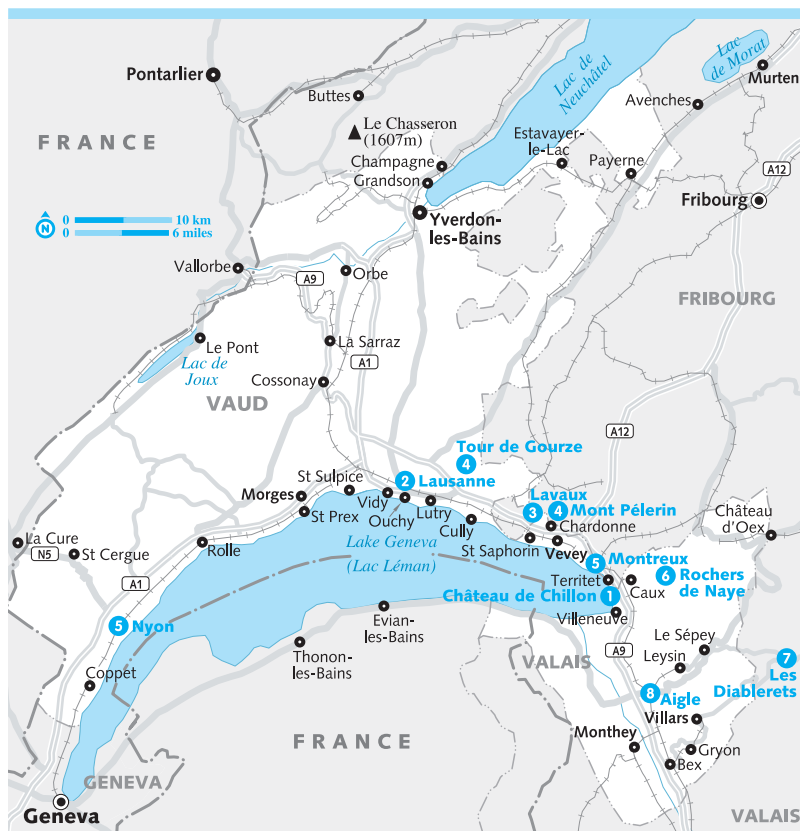 Pontarlier
Buttes
Lac de
Neuchâtel
Lac
de Morat
Murten
Avenches
FRANCE
Le Chasseron
(1607m)
Champagne
Grandson
Estavayer-
le-Lac
Payerne
A12
Fribourg
N
0 10 km
0 6 miles
Yverdon-
les-Bains
Vallorbe
A9
Orbe
FRIBOURG
Le Pont
Lac de
Joux
La Sarraz
A1
Cossonay
VAUD
A12
Tour de Gourze
4
2 Lausanne
St Sulpice
Morges
Vidy
Ouchy
Lutry
Cully
St Prex
Lavaux
3
4 Mont Pélerin
Chardonne
St Saphorin
Vevey
Château
d'Oex
La Cure
N5
St Cergue
A1
Rolle
Lake Geneva
(Lac Léman)
5 Montreux
Territet
Caux
6 Rochers
de Naye
Château de Chillon 1
Villeneuve
5 Nyon
Evian-
les-Bains
Thonon-
les-Bains
Coppet
VALAIS
A9
Le Sépey
Leysin
7
Les
Diablerets
8 Aigle
Villars
Monthey
Gryon
Bex
FRANCE
GENEVA
Geneva
VALAIS